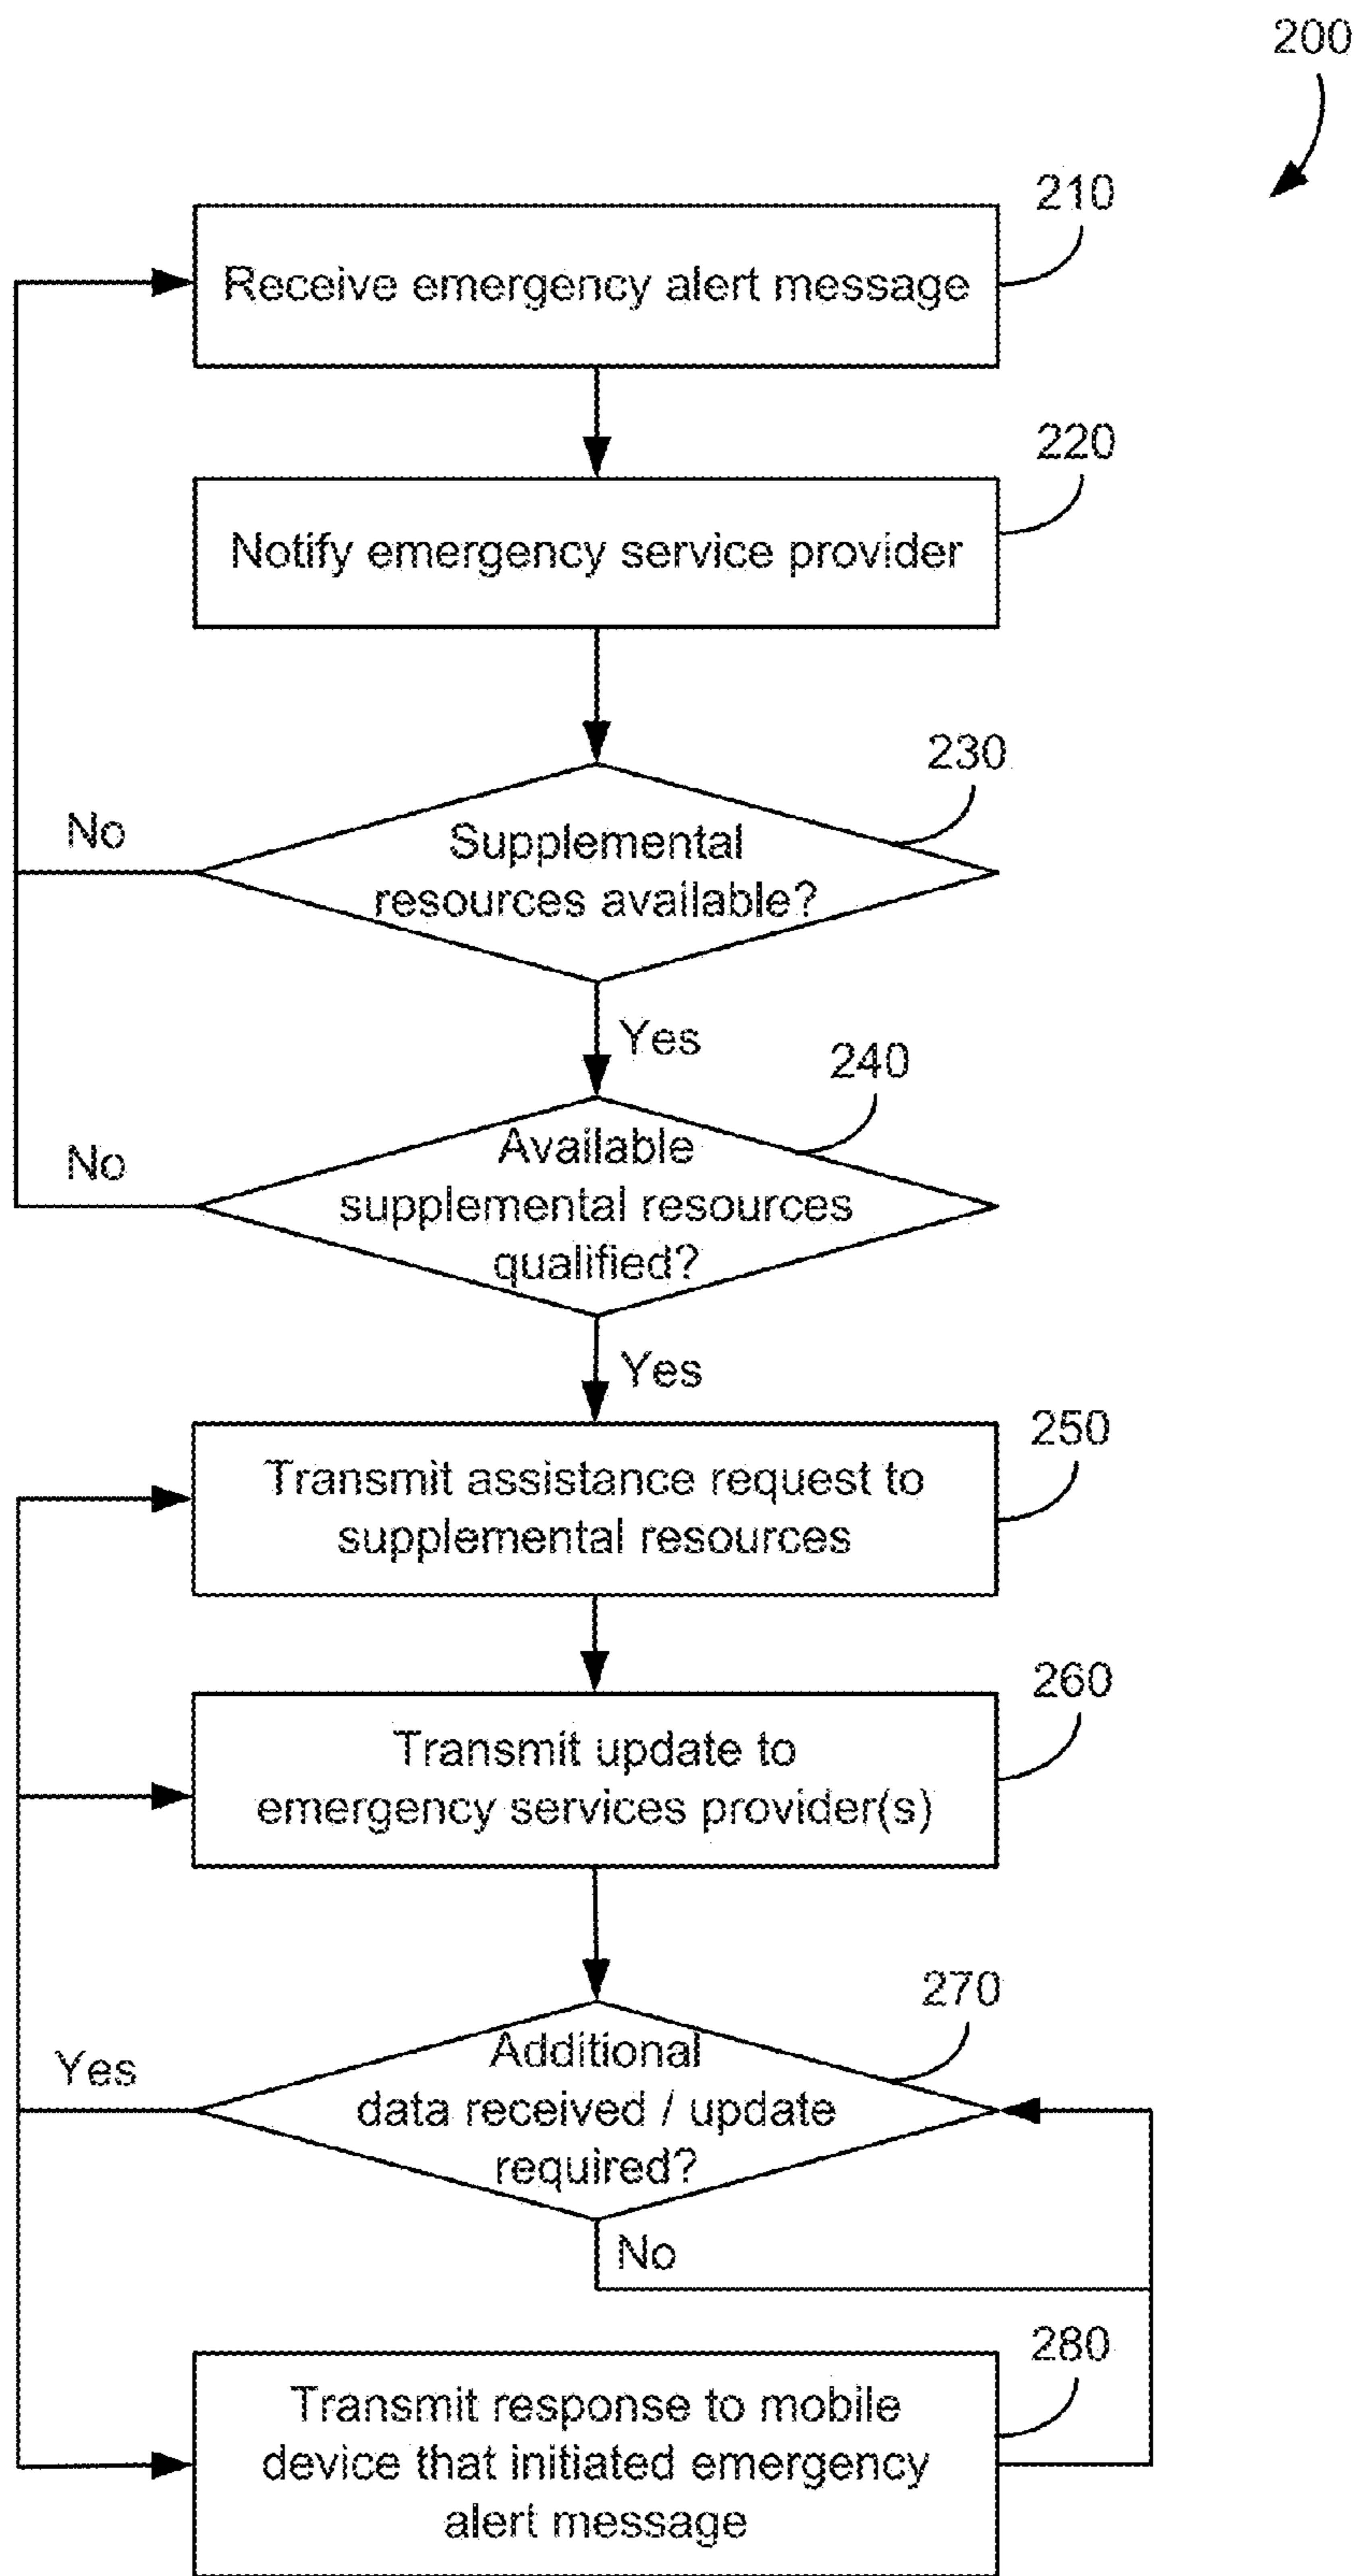 200
210
Receive emergency alert message
220
Notify emergency service provider
230
No
Supplemental
resources available?
Yes
240
No
Available
supplemental resources
qualified?
Yes
250
Transmit assistance request to
supplemental resources
260
Transmit update to
emergency services provider(s)
270
Yes
Additional
data received / update
required?
No
280
Transmit response to mobile
device that initiated emergency
alert message